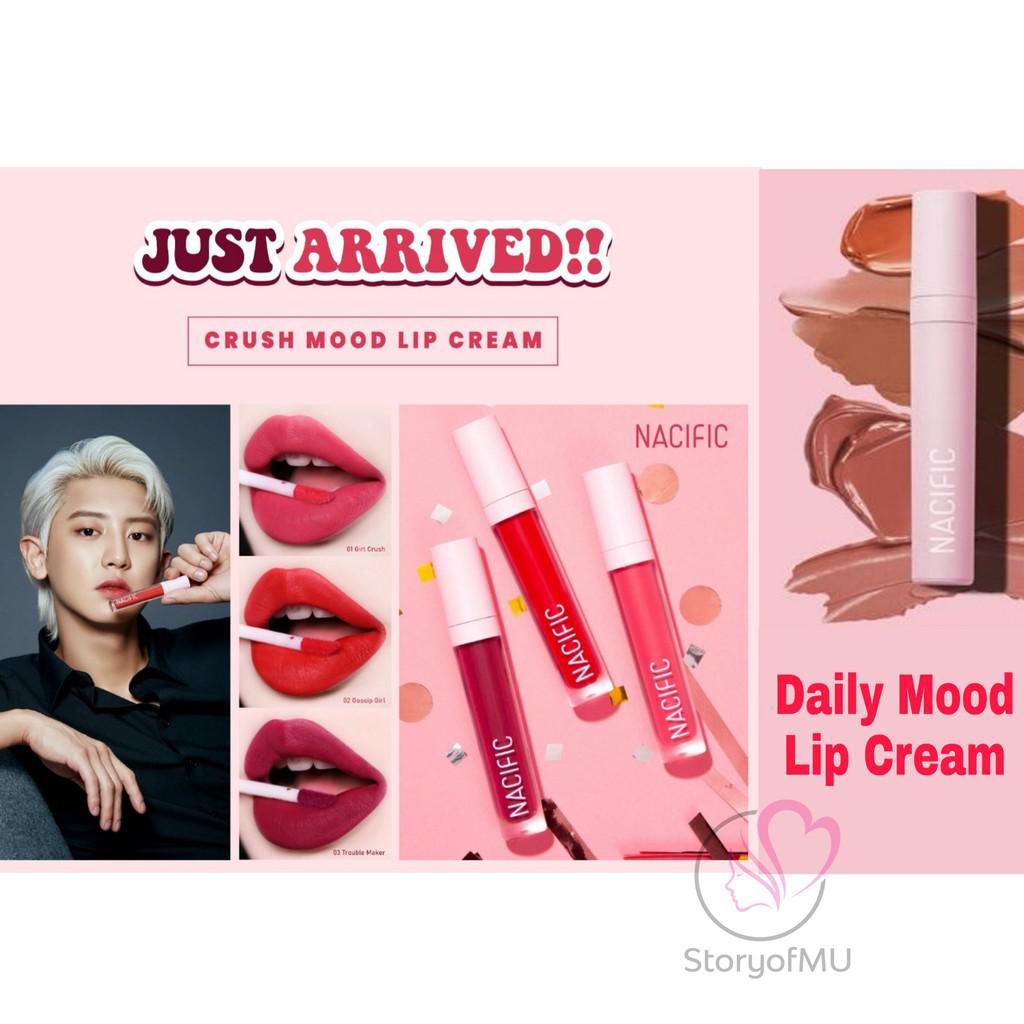 JUST ARRIVED!!
CRUSH MOOD LIP CREAM
01 Girl Crush
02 Gossip Girl
03 Trouble Maker
NACIFIC
NACIFIC
NACIFIC
NACIFIC
NACIFIC
Daily Mood
Lip Cream
StoryofMU